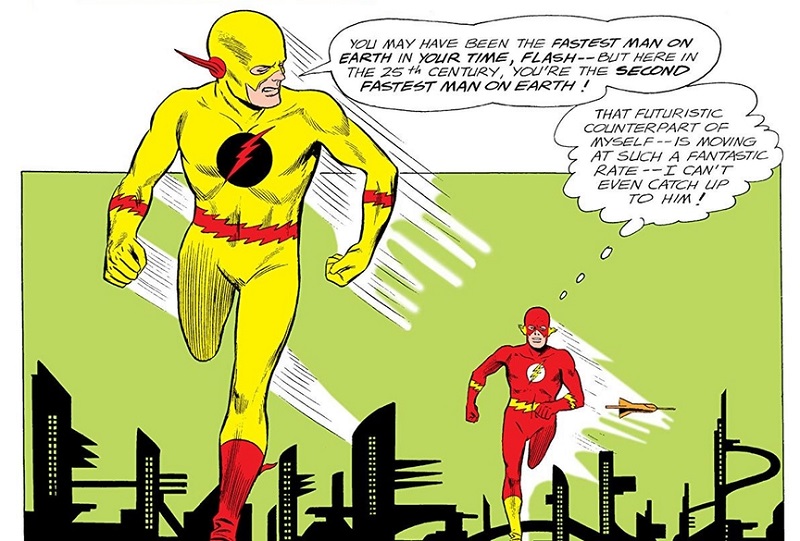 YOU MAY HAVE BEEN THE FASTEST MAN ON
EARTH IN YOUR TIME, FLASH--BUT HERE IN
THE 25th CENTURY, YOU'RE THE SECOND
FASTEST MAN ON EARTH!
THAT FUTURISTIC
COUNTERPART OF
MYSELF--IS MOVING
AT SUCH A FANTASTIC
RATE--I CAN'T
EVEN CATCH UP
TO HIM!